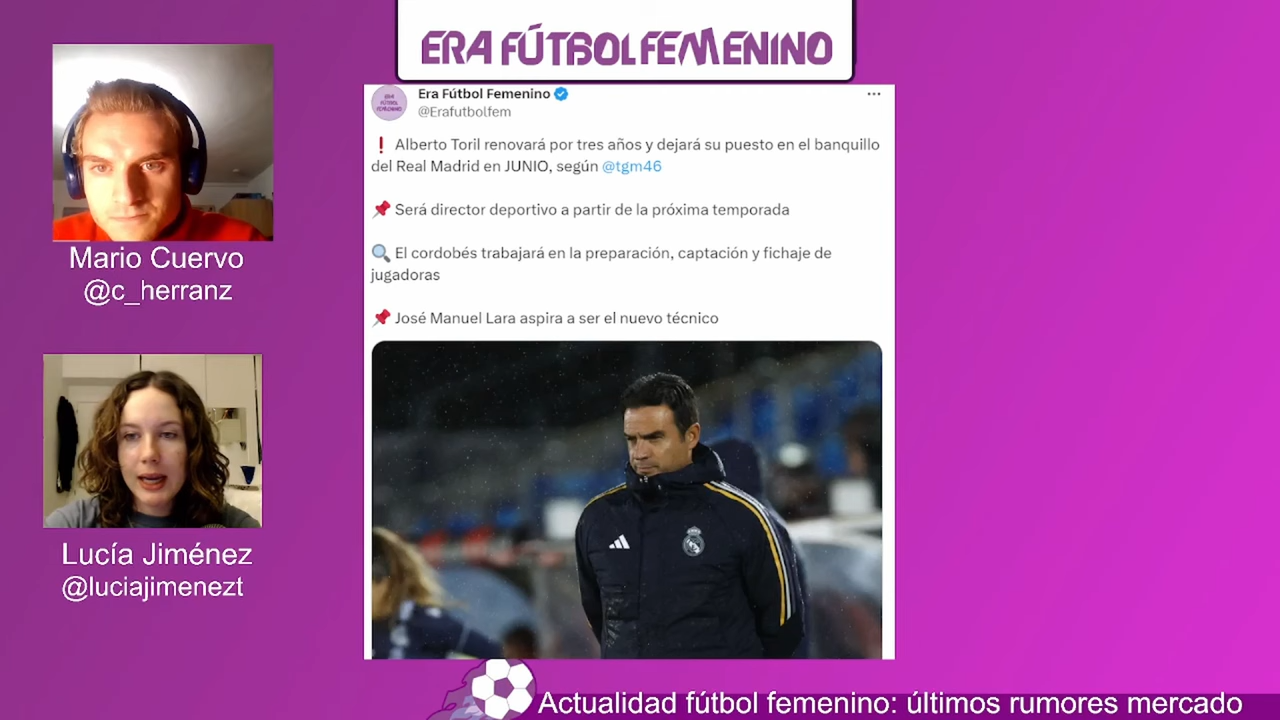 ERA FÚTBOL FEMENINO
Era Fútbol Femenino
@Erafutbolfem
Alberto Toril renovará por tres años y dejará su puesto en el banquillo
del Real Madrid en JUNIO, según @tgm46
Será director deportivo a partir de la próxima temporada
El cordobés trabajará en la preparación, captación y fichaje de
jugadoras
José Manuel Lara aspira a ser el nuevo técnico
Mario Cuervo
@c_herranz
Lucía Jiménez
@luciajimenezt
Actualidad fútbol femenino: últimos rumores mercado